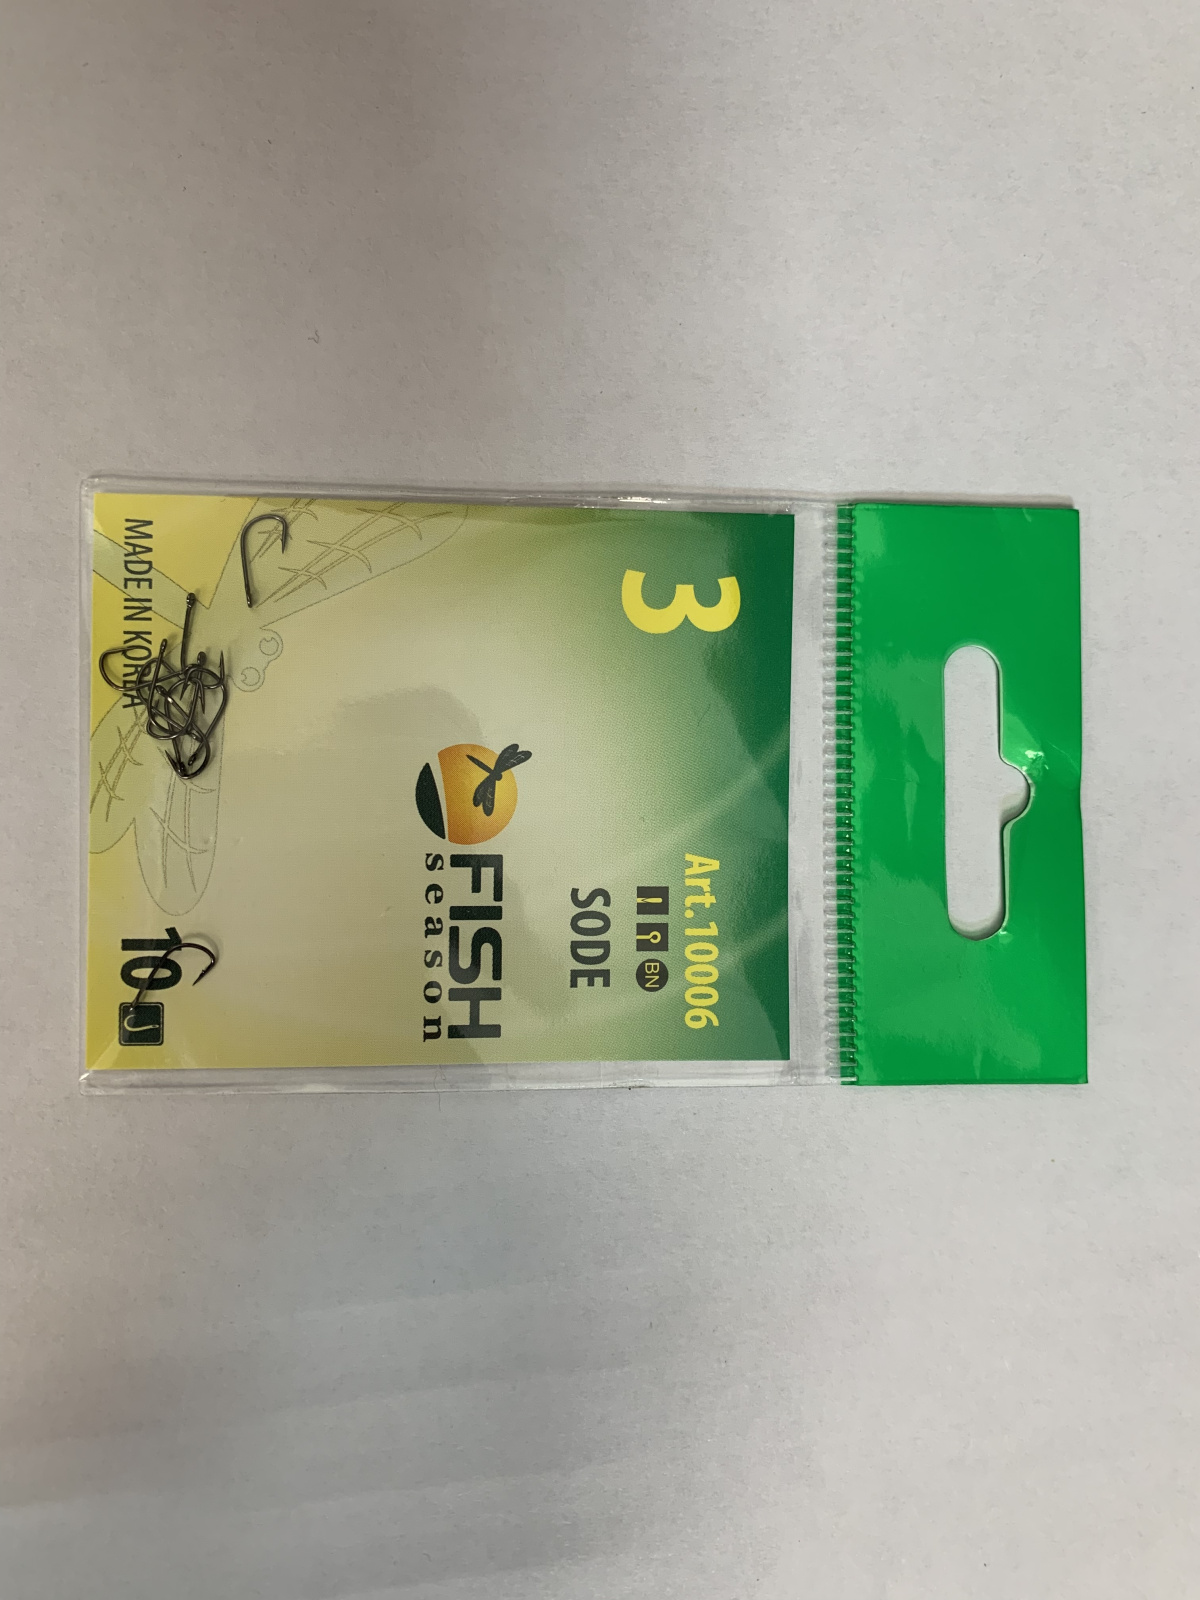 3
Art.10006
BN
SODE
FISH
season
MADE IN KOREA
10